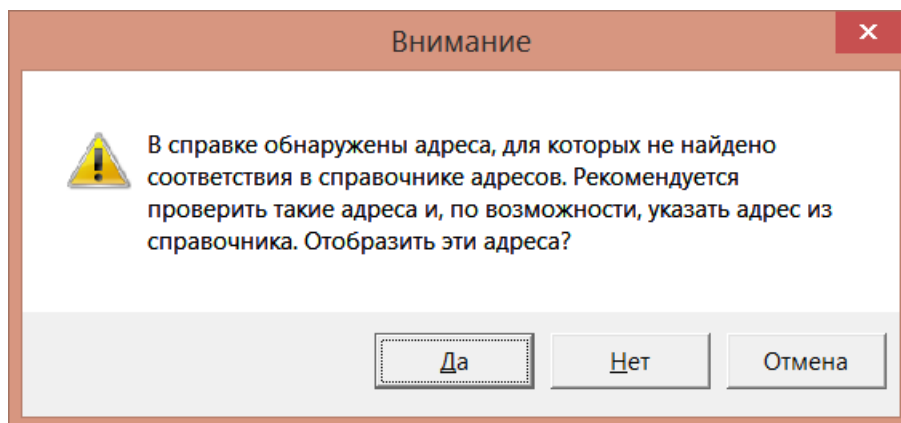 Внимание
В справке обнаружены адреса, для которых не найдено
соответствия в справочнике адресов. Рекомендуется
проверить такие адреса и, по возможности, указать адрес из
справочника. Отобразить эти адреса?
Да Нет Отмена